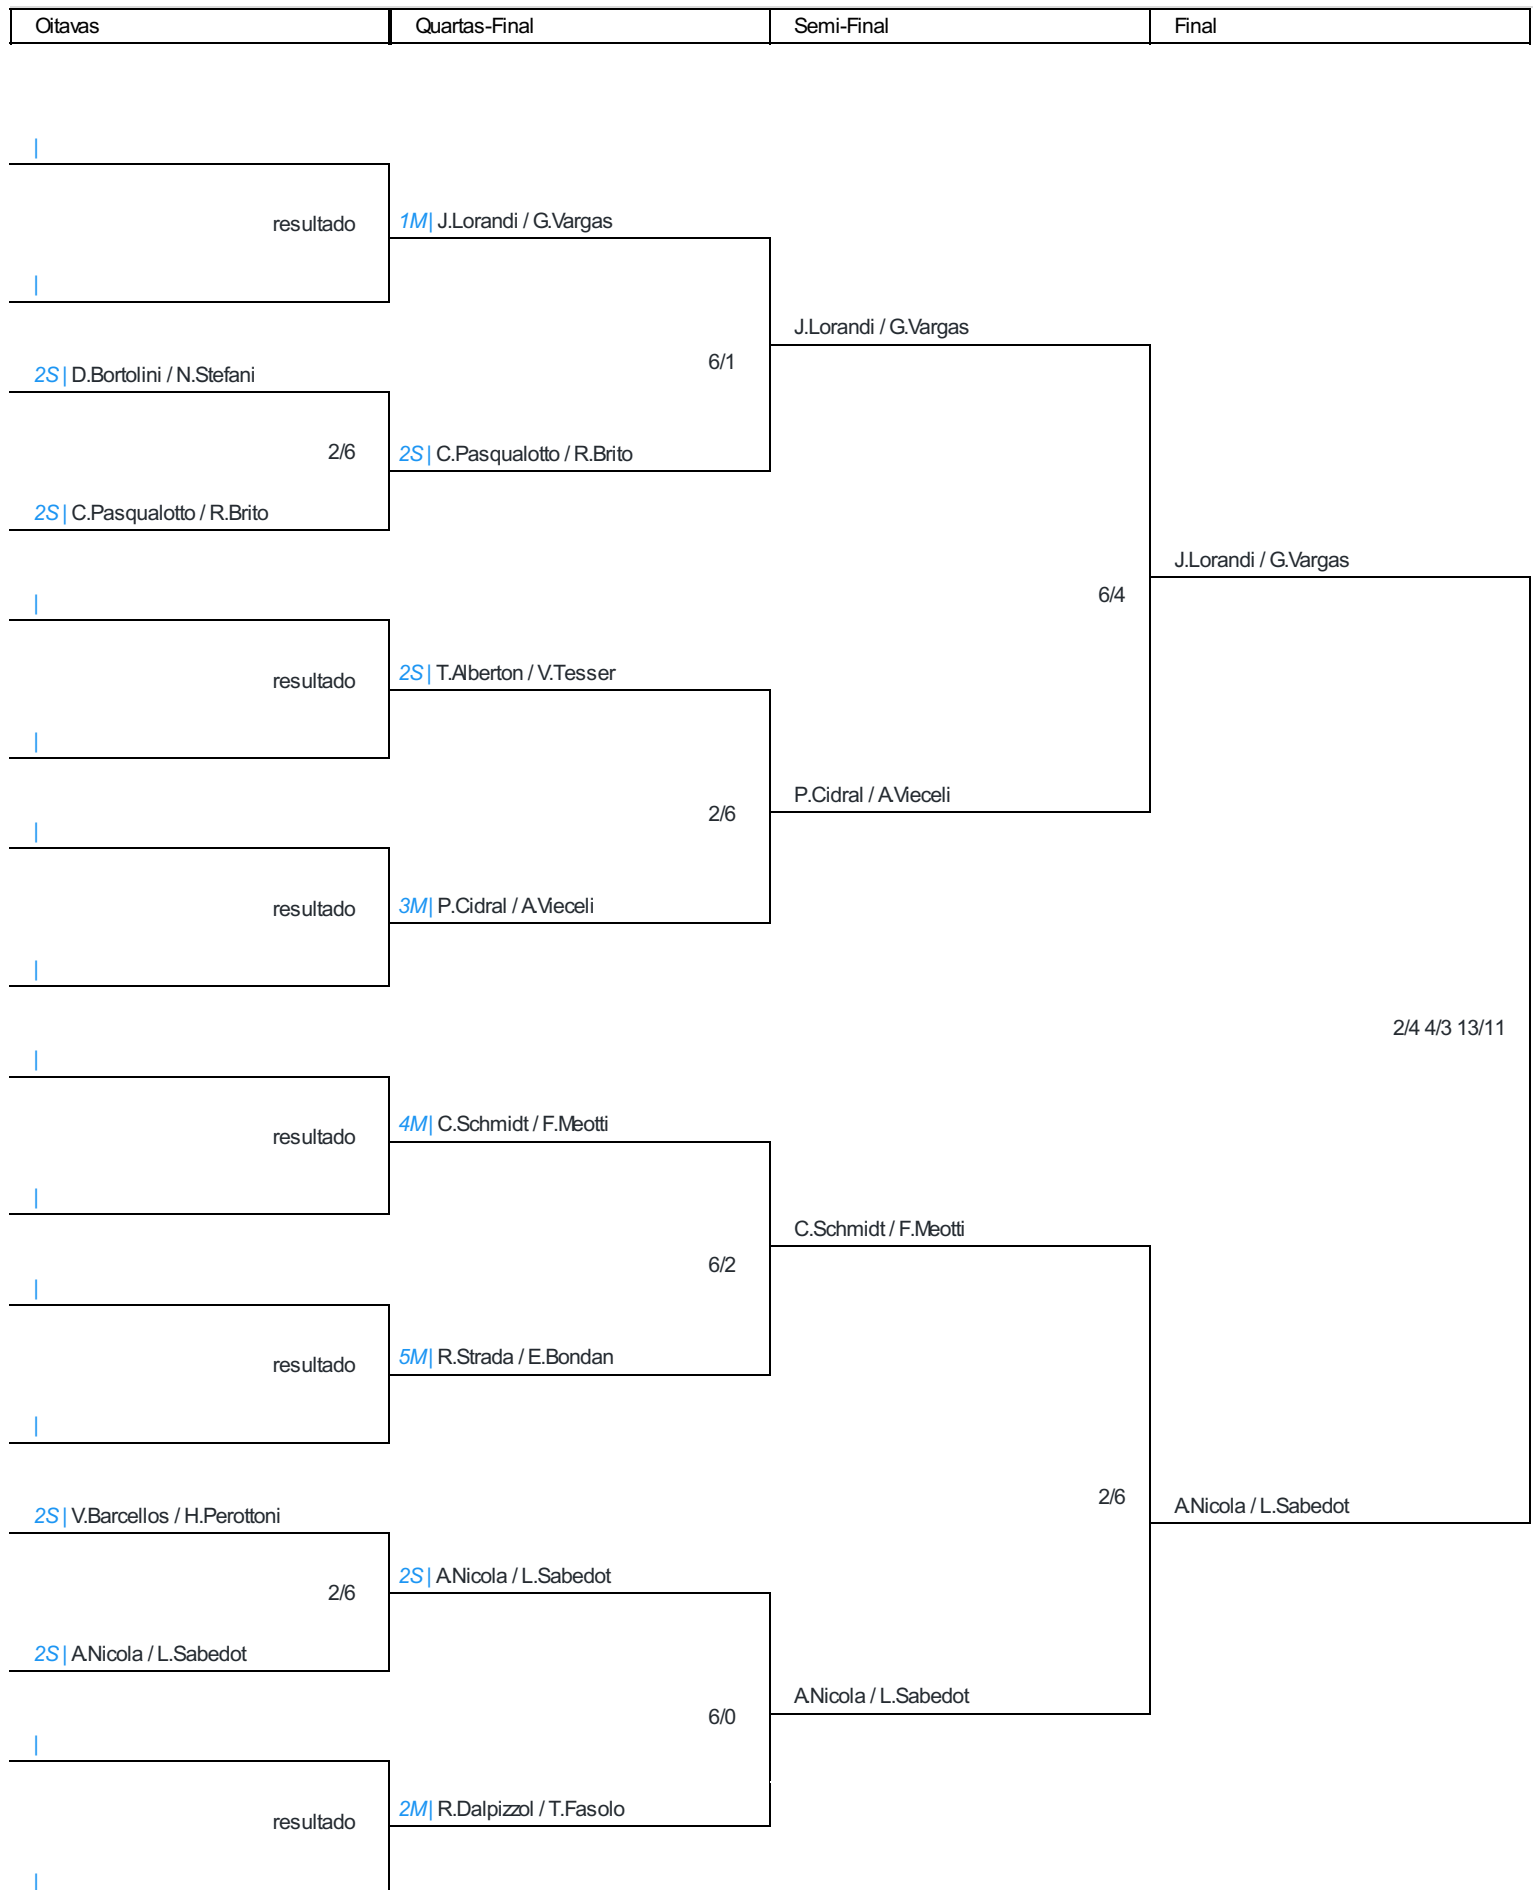 Oitavas Quartas-Final Semi-Final Final
|
resultado
1M| J.Lorandi / G.Vargas
|
J.Lorandi / G.Vargas
6/1
2S| D.Bortolini / N.Stefani
2/6
2S| C.Pasqualotto / R.Brito
2S| C.Pasqualotto / R.Brito
J.Lorandi / G.Vargas
6/4
|
resultado
2S| T.Alberton / V.Tesser
|
P.Cidral / A.Vieceli
2/6
|
resultado
3M| P.Cidral / A.Vieceli
|
2/4 4/3 13/11
|
resultado
4M| C.Schmidt / F.Meotti
|
C.Schmidt / F.Meotti
6/2
|
resultado
5M| R.Strada / E.Bondan
|
2/6
A.Nicola / L.Sabedot
2S| V.Barcellos / H.Perottoni
2/6
2S| A.Nicola / L.Sabedot
2S| A.Nicola / L.Sabedot
A.Nicola / L.Sabedot
6/0
|
resultado
2M| R.Dalpizzol / T.Fasolo
|